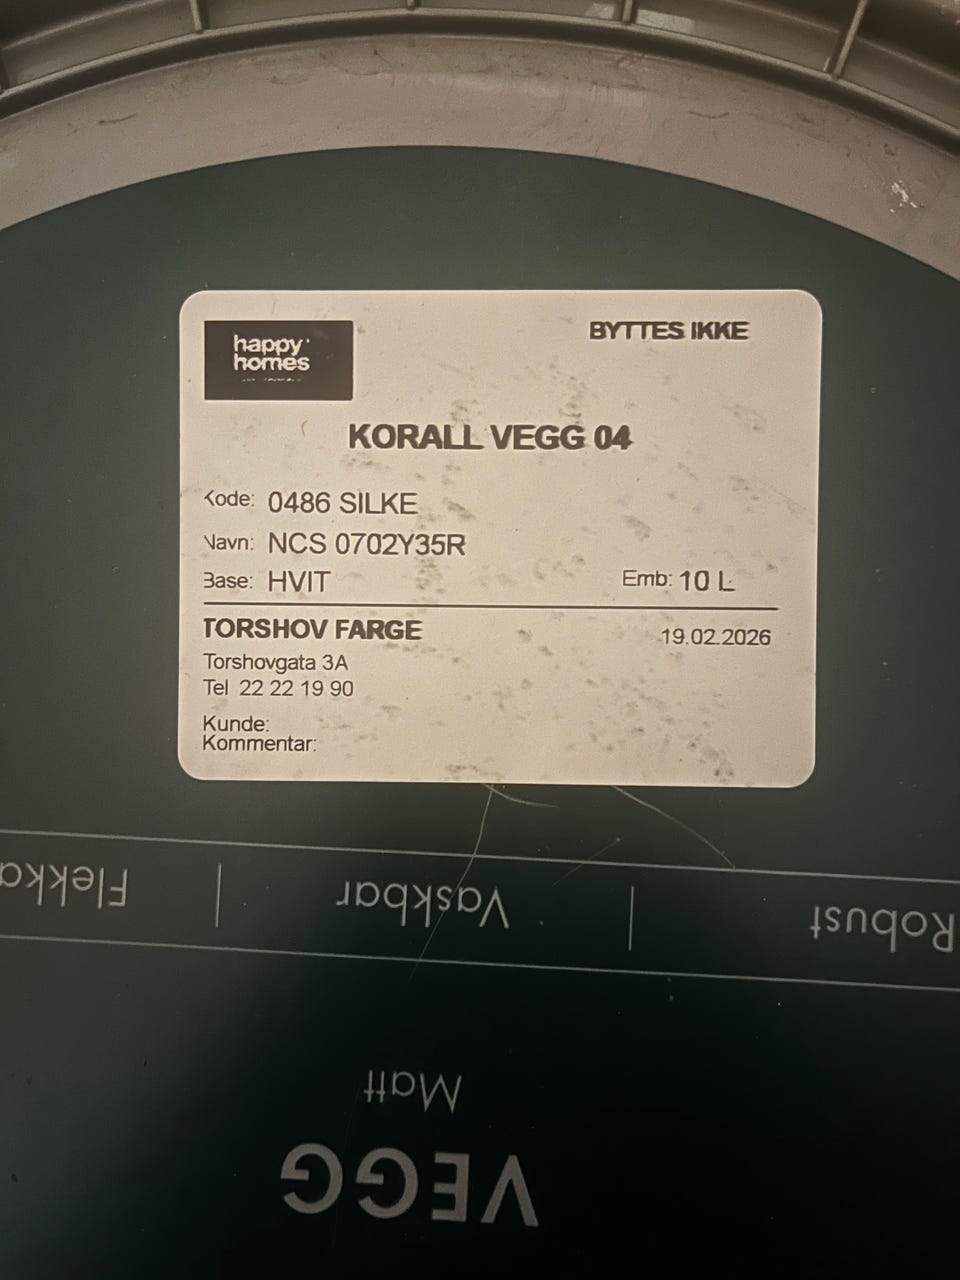 happy
homes
BYTTES IKKE
KORALL VEGG 04
Kode: 0486 SILKE
Navn: NCS 0702Y35R
Base: HVIT
Emb: 10 L
TORSHOV FARGE
19.02.2026
Torshovgata 3A
Tel 22 22 19 90
Kunde:
Kommentar:
Robust | Vaskbar | Flekka
Matt
VEGG